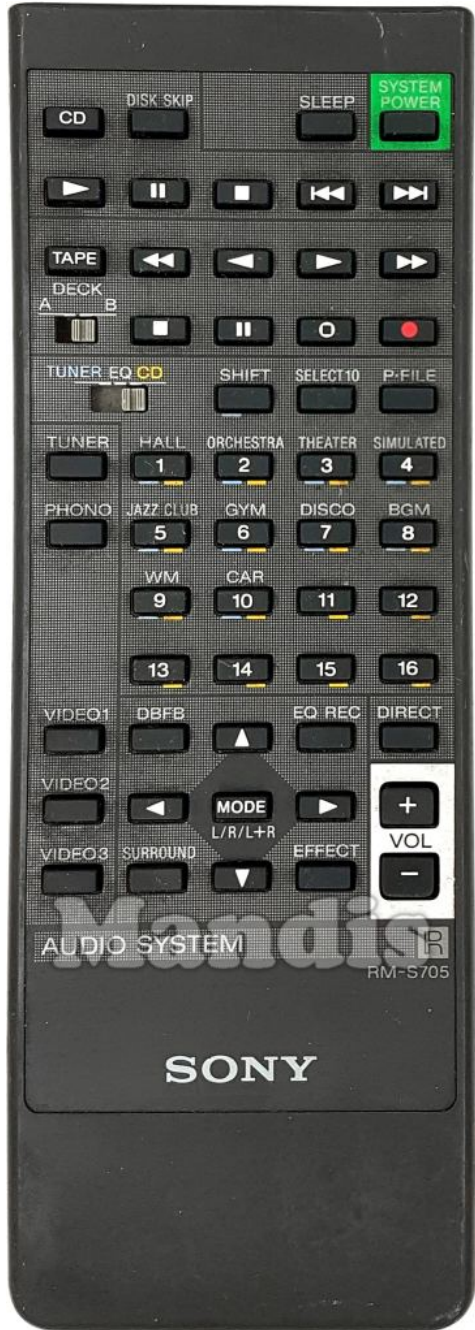 SYSTEM
DISK SKIP SLEEP POWER
CD
TAPE
DECK
A B
TUNER EQ CD SHIFT SELECT10 P·FILE
TUNER HALL ORCHESTRA THEATER SIMULATED
1 2 3 4
PHONO JAZZ CLUB GYM DISCO BGM
5 6 7 8
WM CAR
9 10 11 12
13 14 15 16
VIDEO1 DBFB EQ REC DIRECT
VIDEO2
MODE +
L/R/L+R VOL
VIDEO3 SURROUND EFFECT −
Mandis
AUDIO SYSTEM R
RM-S705
SONY